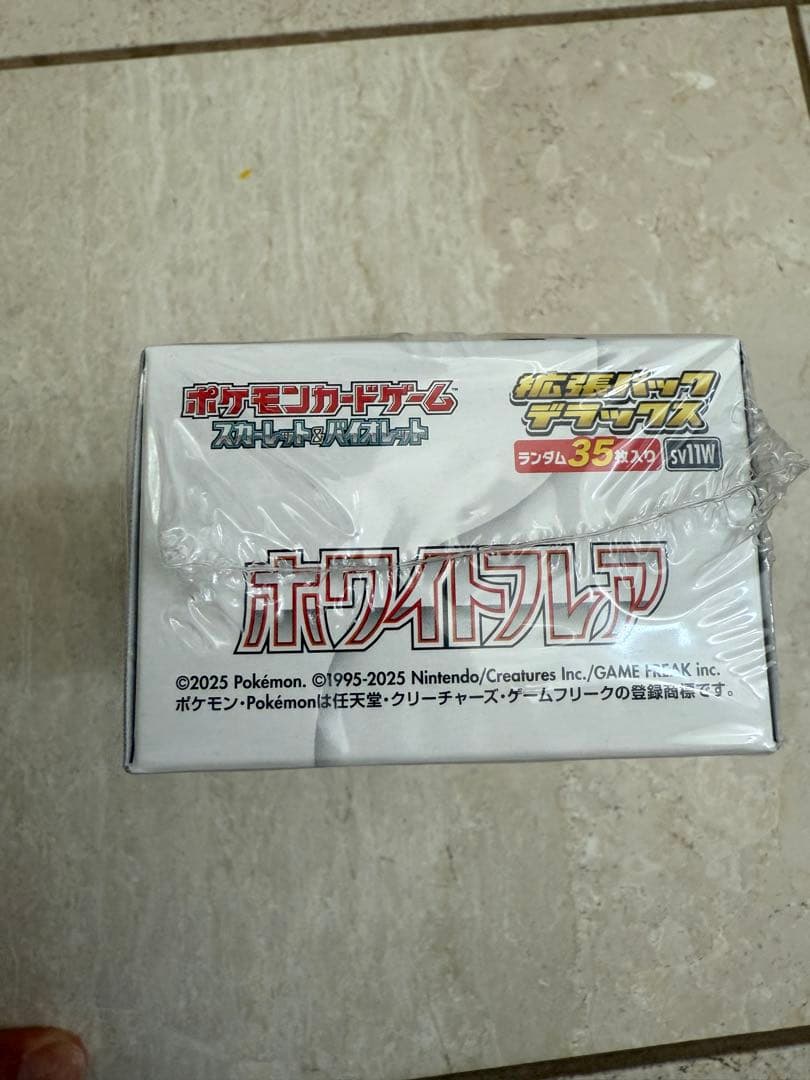 ポケモンカードゲーム™
スカーレット&バイオレット
拡張パック
デラックス
ランダム35枚入り
SV11W
ホワイトフレア
©2025 Pokémon. ©1995-2025 Nintendo/Creatures Inc./GAME FREAK inc.
ポケモン・Pokémonは任天堂・クリーチャーズ・ゲームフリークの登録商標です。